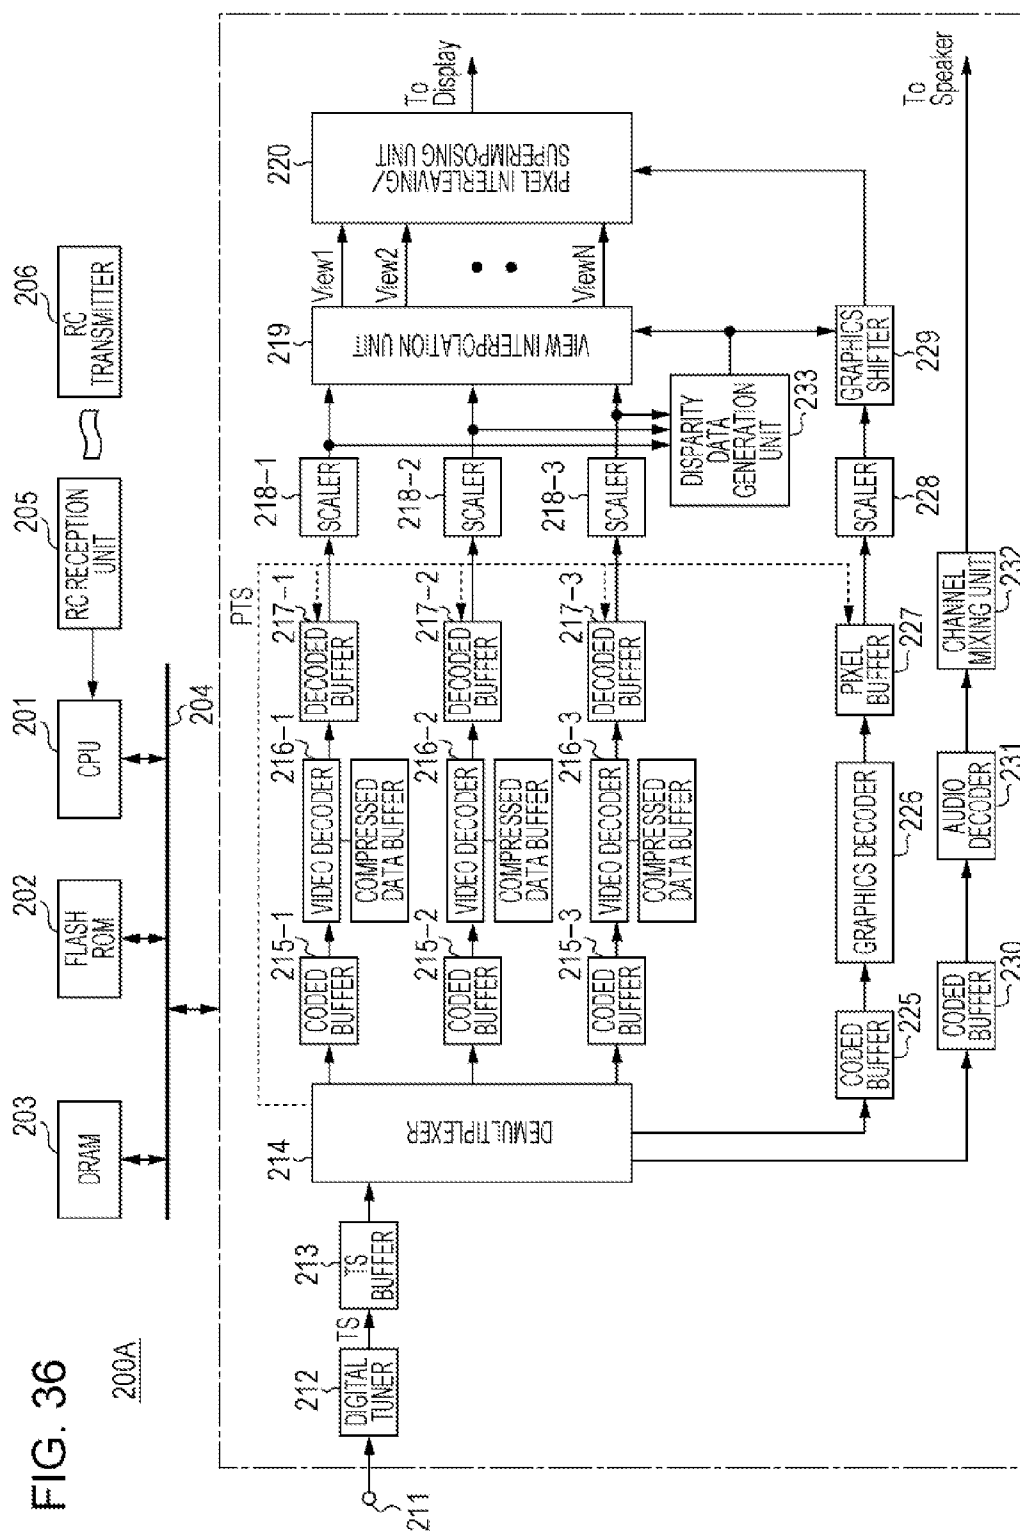 FIG. 36
200A
203
DRAM
202
FLASH
ROM
201
CPU
205
RC RECEPTION
UNIT
206
RC
TRANSMITTER
204
211
212
DIGITAL
TUNER
TS
213
TS
BUFFER
214
DEMULTIPLEXER
PTS
215-1
CODED
BUFFER
216-1
VIDEO DECODER
COMPRESSED
DATA BUFFER
217-1
DECODED
BUFFER
218-1
SCALER
215-2
CODED
BUFFER
216-2
VIDEO DECODER
COMPRESSED
DATA BUFFER
217-2
DECODED
BUFFER
218-2
SCALER
215-3
CODED
BUFFER
216-3
VIDEO DECODER
COMPRESSED
DATA BUFFER
217-3
DECODED
BUFFER
218-3
SCALER
219
VIEW INTERPOLATION UNIT
View1
View2
ViewN
220
PIXEL INTERLEAVING/
SUPERIMPOSING UNIT
To
Display
DISPARITY
DATA
GENERATION
UNIT
233
CODED
BUFFER
225
GRAPHICS DECODER
226
PIXEL
BUFFER
227
SCALER
228
GRAPHICS
SHIFTER
229
CODED
BUFFER
230
AUDIO
DECODER
231
CHANNEL
MIXING UNIT
232
To
Speaker